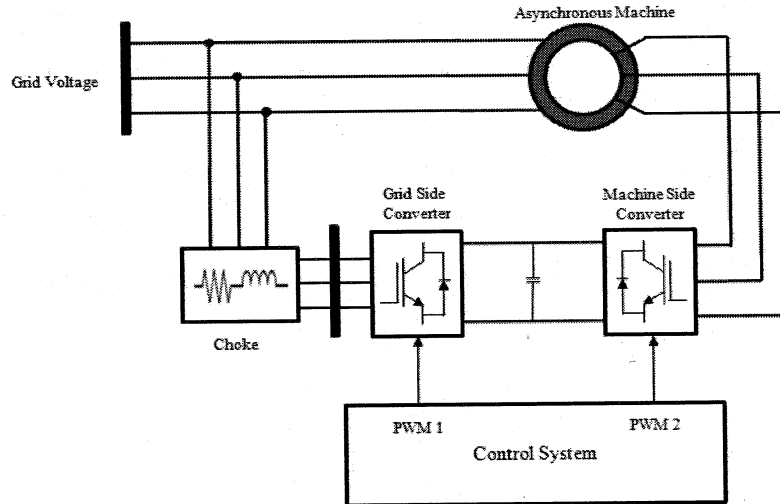 Asynchronous Machine
Grid Voltage
Grid Side
Converter
Machine Side
Converter
Choke
PWM 1
PWM 2
Control System